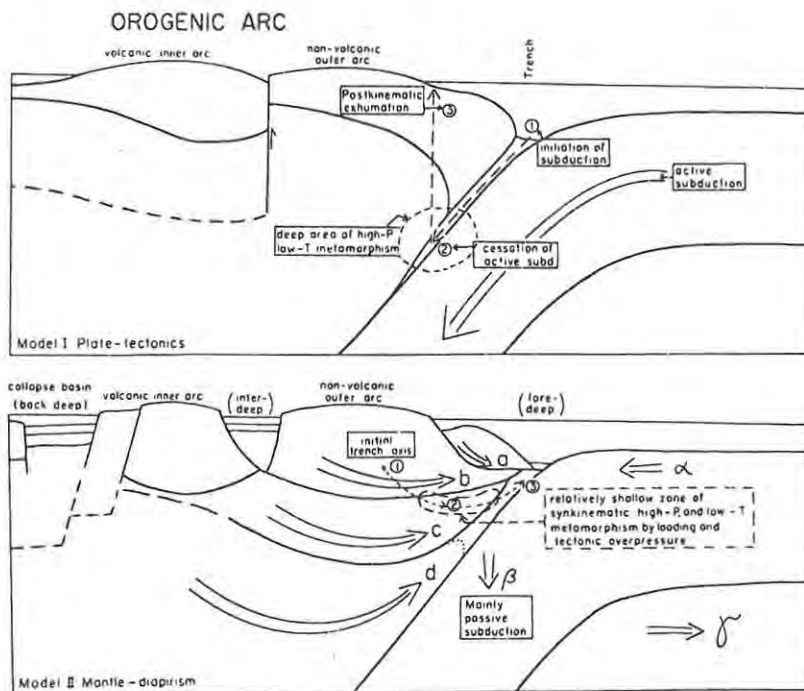 OROGENIC ARC
volcanic inner arc
non-volcanic
outer arc
Trench
Postkinematic
exhumation
③
①
initiation of
subduction
active
subduction
deep area of high-P
low-T metamorphism
②
cessation of
active subd
Model I Plate-tectonics
collapse basin
(back deep)
volcanic inner arc
(inter-
deep)
non-volcanic
outer arc
(fore-
deep)
initial
trench axis
①
a
b
②
③
α
c
relatively shallow zone of
synkinematic high-P, and low-T
metamorphism by loading and
tectonic overpressure
d
β
Mainly
passive
subduction
γ
Model II Mantle-diapirism